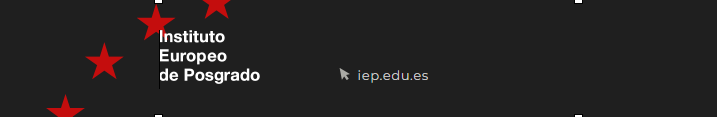 Instituto
Europeo
de Posgrado
iep.edu.es